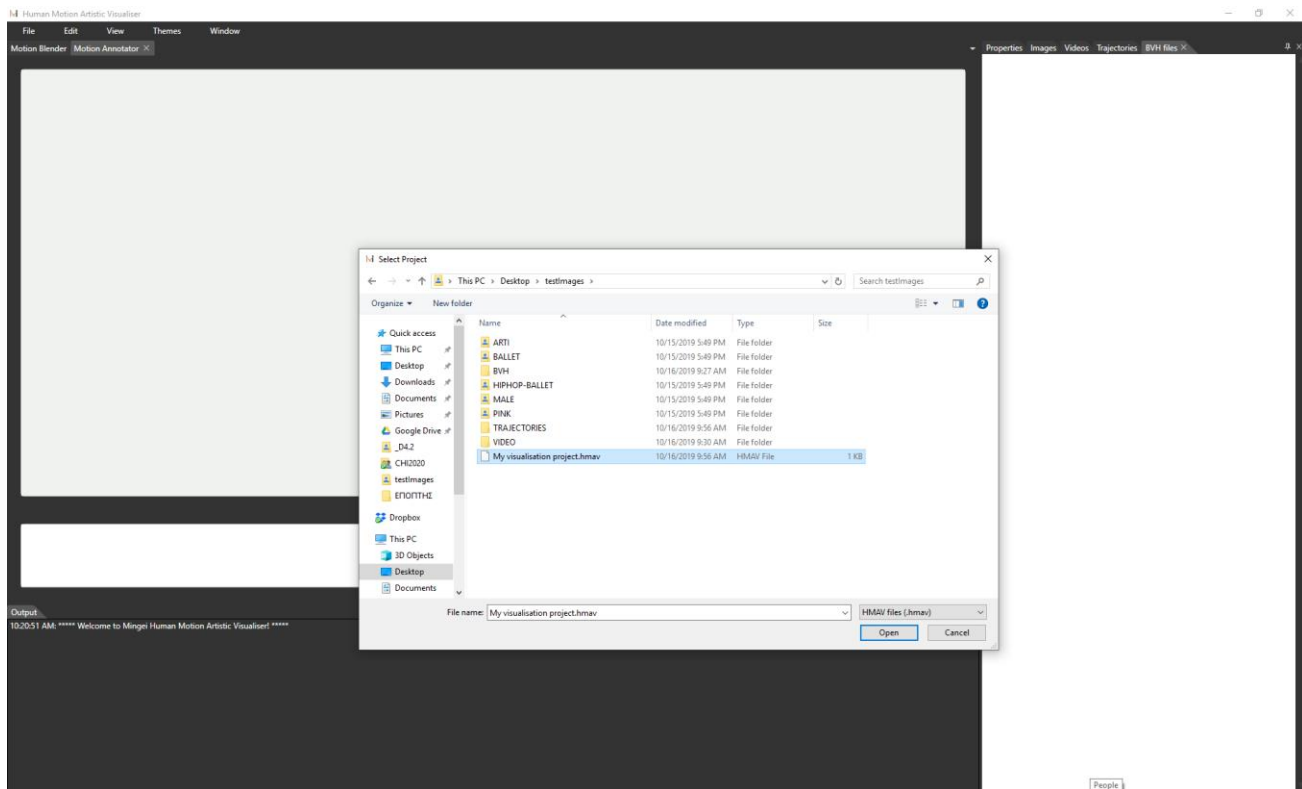 Human Motion Artistic Visualiser
File Edit View Themes Window
Motion Blender Motion Annotator
Properties Images Videos Trajectories BVH files
Select Project
This PC > Desktop > testImages >
Search testImages
Organize New folder
Quick access
This PC
Desktop
Downloads
Documents
Pictures
Google Drive
_D4.2
CHI2020
testImages
ΕΠΟΠΤΗΣ
Dropbox
This PC
3D Objects
Desktop
Documents
Name Date modified Type Size
ARTI 10/15/2019 5:49 PM File folder
BALLET 10/15/2019 5:49 PM File folder
BVH 10/16/2019 9:27 AM File folder
HIPHOP-BALLET 10/15/2019 5:49 PM File folder
MALE 10/15/2019 5:49 PM File folder
PINK 10/15/2019 5:49 PM File folder
TRAJECTORIES 10/16/2019 9:56 AM File folder
VIDEO 10/16/2019 9:30 AM File folder
My visualisation project.hmav 10/16/2019 9:56 AM HMAV File 1 KB
File name: My visualisation project.hmav HMAV files (.hmav)
Open Cancel
Output
10:20:51 AM: ***** Welcome to Mingei Human Motion Artistic Visualiser! *****
People